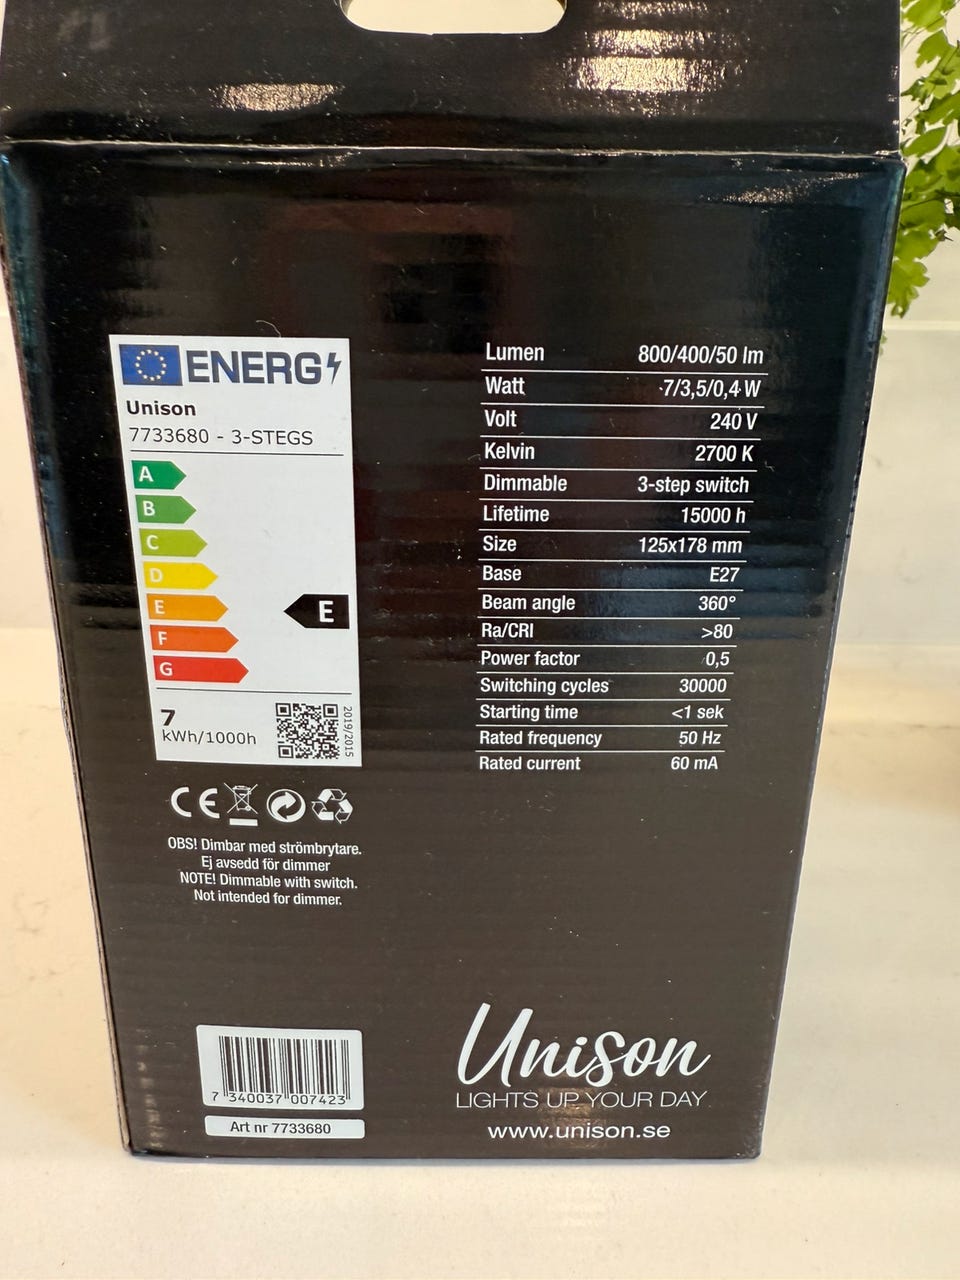 ENERG
Unison
7733680 - 3-STEGS
A
B
C
D
E
E
F
G
7
kWh/1000h
2019/2015
Lumen 800/400/50 lm
Watt 7/3,5/0,4 W
Volt 240 V
Kelvin 2700 K
Dimmable 3-step switch
Lifetime 15000 h
Size 125x178 mm
Base E27
Beam angle 360°
Ra/CRI >80
Power factor 0,5
Switching cycles 30000
Starting time <1 sek
Rated frequency 50 Hz
Rated current 60 mA
CE
OBS! Dimbar med strömbrytare.
Ej avsedd för dimmer
NOTE! Dimmable with switch.
Not intended for dimmer.
7 340037 007423
Art nr 7733680
Unison
LIGHTS UP YOUR DAY
www.unison.se